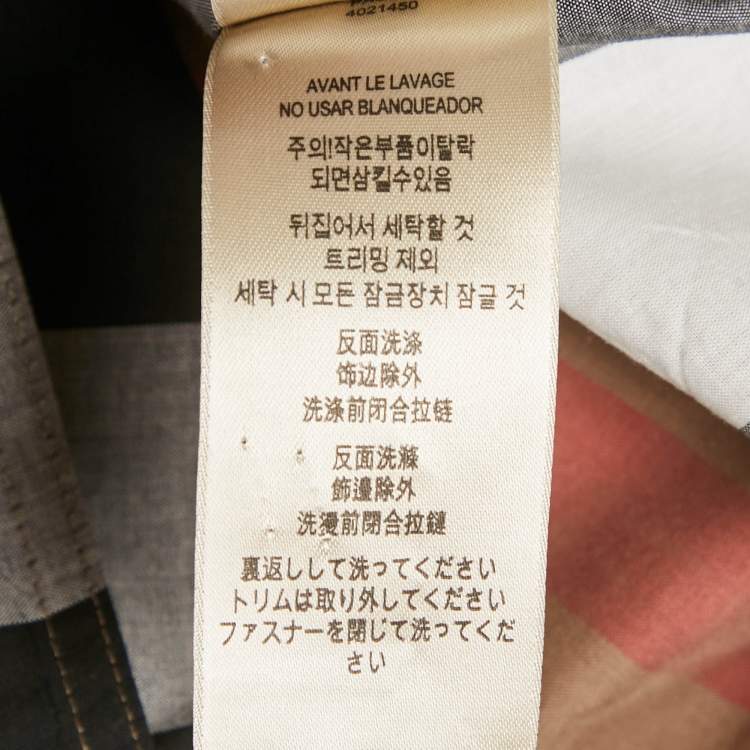 4021450
AVANT LE LAVAGE
NO USAR BLANQUEADOR
주의!작은부품이탈락
되면삼킬수있음
뒤집어서 세탁할 것
트리밍 제외
세탁 시 모든 잠금장치 잠글 것
反面洗涤
饰边除外
洗涤前闭合拉链
反面洗滌
飾邊除外
洗燙前閉合拉鏈
裏返しして洗ってください
トリムは取り外してください
ファスナーを閉じて洗ってくだ
さい